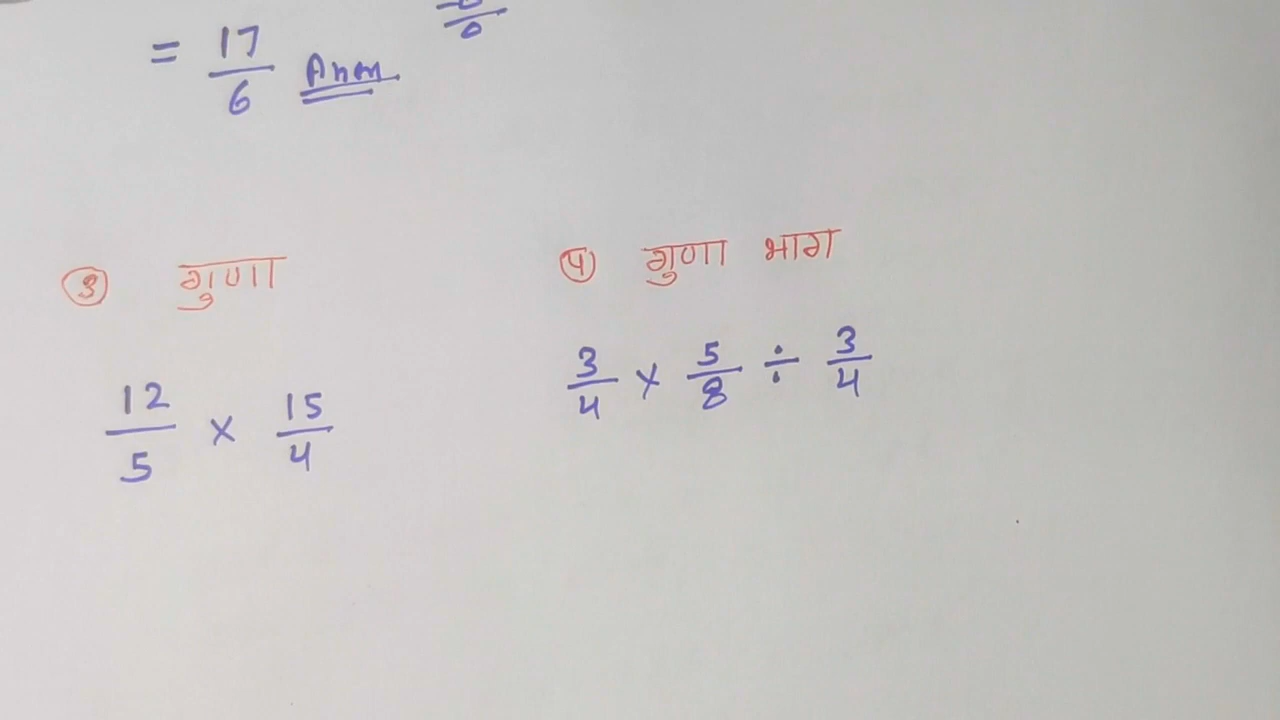 = 17/6 Ans
③ गुणा
12/5 × 15/4
④ गुणा भाग
3/4 × 5/8 ÷ 3/4